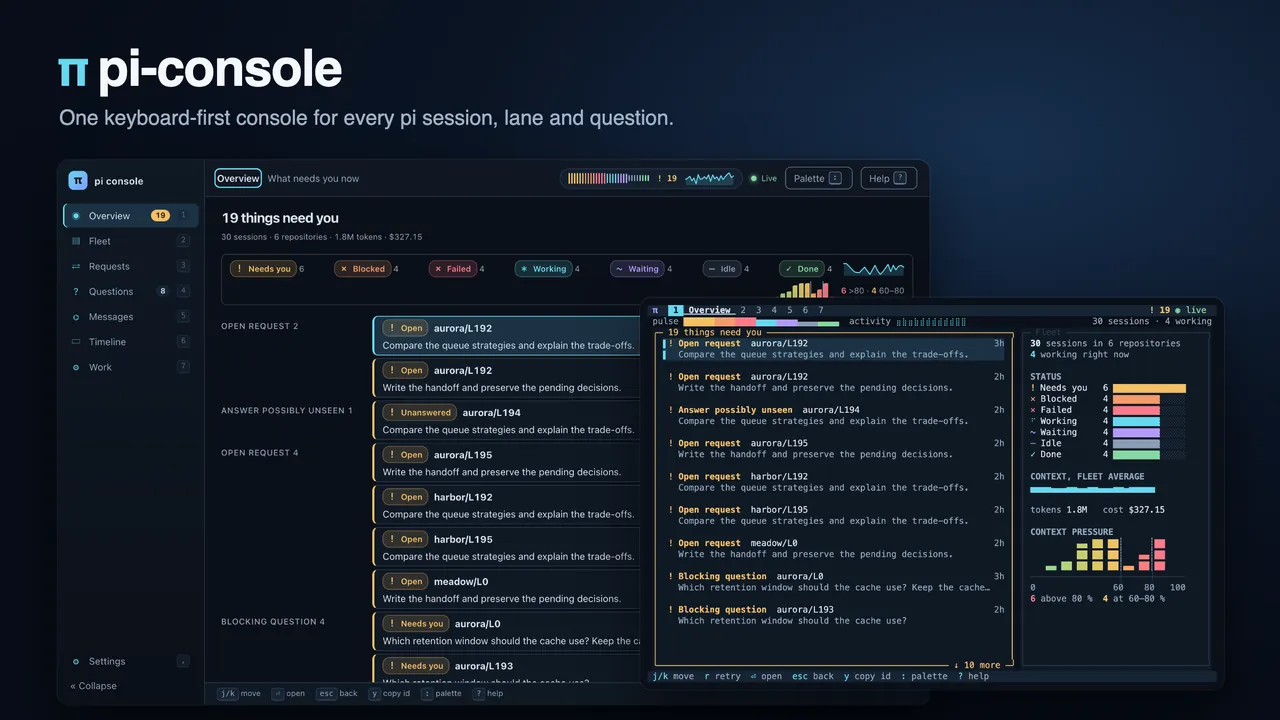 π pi-console
One keyboard-first console for every pi session, lane and question.
π pi console
Overview 19 1
Fleet 2
Requests 3
? Questions 8 4
Messages 5
Timeline 6
Work 7
Settings ,
« Collapse
Overview What needs you now
! 19
Live
Palette :
Help ?
19 things need you
30 sessions · 6 repositories · 1.8M tokens · $327.15
! Needs you 6
× Blocked 4
× Failed 4
* Working 4
~ Waiting 4
– Idle 4
✓ Done 4
6 >80 · 4 60–80
OPEN REQUEST 2
! Open aurora/L192
Compare the queue strategies and explain the trade-offs.
! Open aurora/L192
Write the handoff and preserve the pending decisions.
ANSWER POSSIBLY UNSEEN 1
! Unanswered aurora/L194
Compare the queue strategies and explain the trade-offs.
OPEN REQUEST 4
! Open aurora/L195
Write the handoff and preserve the pending decisions.
! Open harbor/L192
Compare the queue strategies and explain the trade-offs.
! Open harbor/L195
Compare the queue strategies and explain the trade-offs.
! Open meadow/L0
Write the handoff and preserve the pending decisions.
BLOCKING QUESTION 4
! Needs you aurora/L0
Which retention window should the cache use? Keep the ca
! Needs you aurora/L193
Which retention window should the cache use?
j/k move ⏎ open esc back y copy id : palette ? help
π 1 Overview 2 3 4 5 6 7
! 19 ◉ live
pulse
activity
30 sessions · 4 working
19 things need you
! Open request aurora/L192 3h
Compare the queue strategies and explain the trade-offs.
! Open request aurora/L192 2h
Write the handoff and preserve the pending decisions.
! Answer possibly unseen aurora/L194 2h
Compare the queue strategies and explain the trade-offs.
! Open request aurora/L195 2h
Write the handoff and preserve the pending decisions.
! Open request harbor/L192 2h
Compare the queue strategies and explain the trade-offs.
! Open request harbor/L195 2h
Compare the queue strategies and explain the trade-offs.
! Open request meadow/L0 2h
Write the handoff and preserve the pending decisions.
! Blocking question aurora/L0 3h
Which retention window should the cache use? Keep the cache…
! Blocking question aurora/L193 2h
Which retention window should the cache use?
↓ 10 more
Fleet
30 sessions in 6 repositories
4 working right now
STATUS
! Needs you 6
× Blocked 4
× Failed 4
Working 4
~ Waiting 4
– Idle 4
✓ Done 4
CONTEXT, FLEET AVERAGE
tokens 1.8M cost $327.15
CONTEXT PRESSURE
0 60 80 100
6 above 80 % 4 at 60–80 %
j/k move r retry ⏎ open esc back y copy id : palette ? help